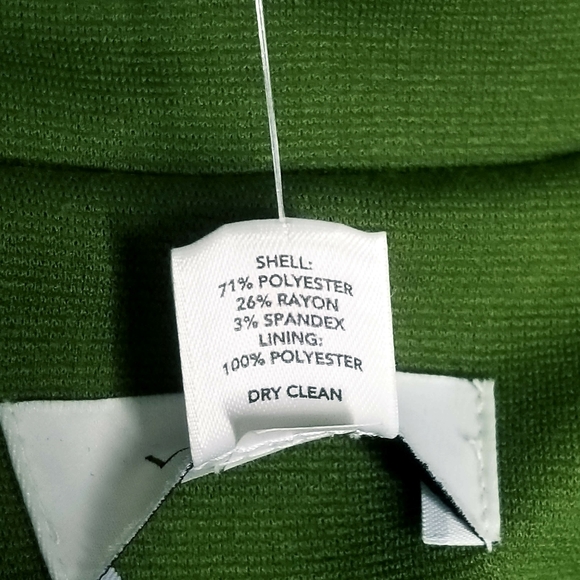 SHELL:
71% POLYESTER
26% RAYON
3% SPANDEX
LINING:
100% POLYESTER
DRY CLEAN